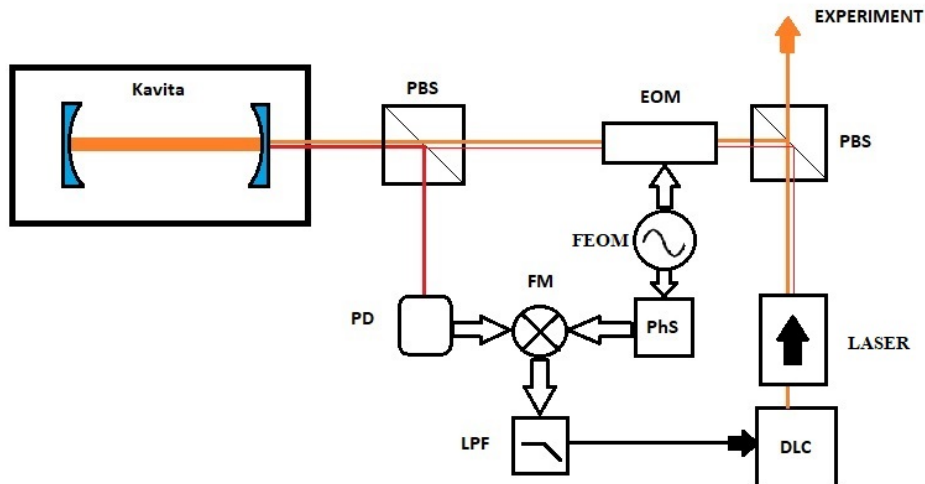 EXPERIMENT
Kavita
PBS
EOM
PBS
FEOM
FM
PD
PhS
LASER
LPF
DLC